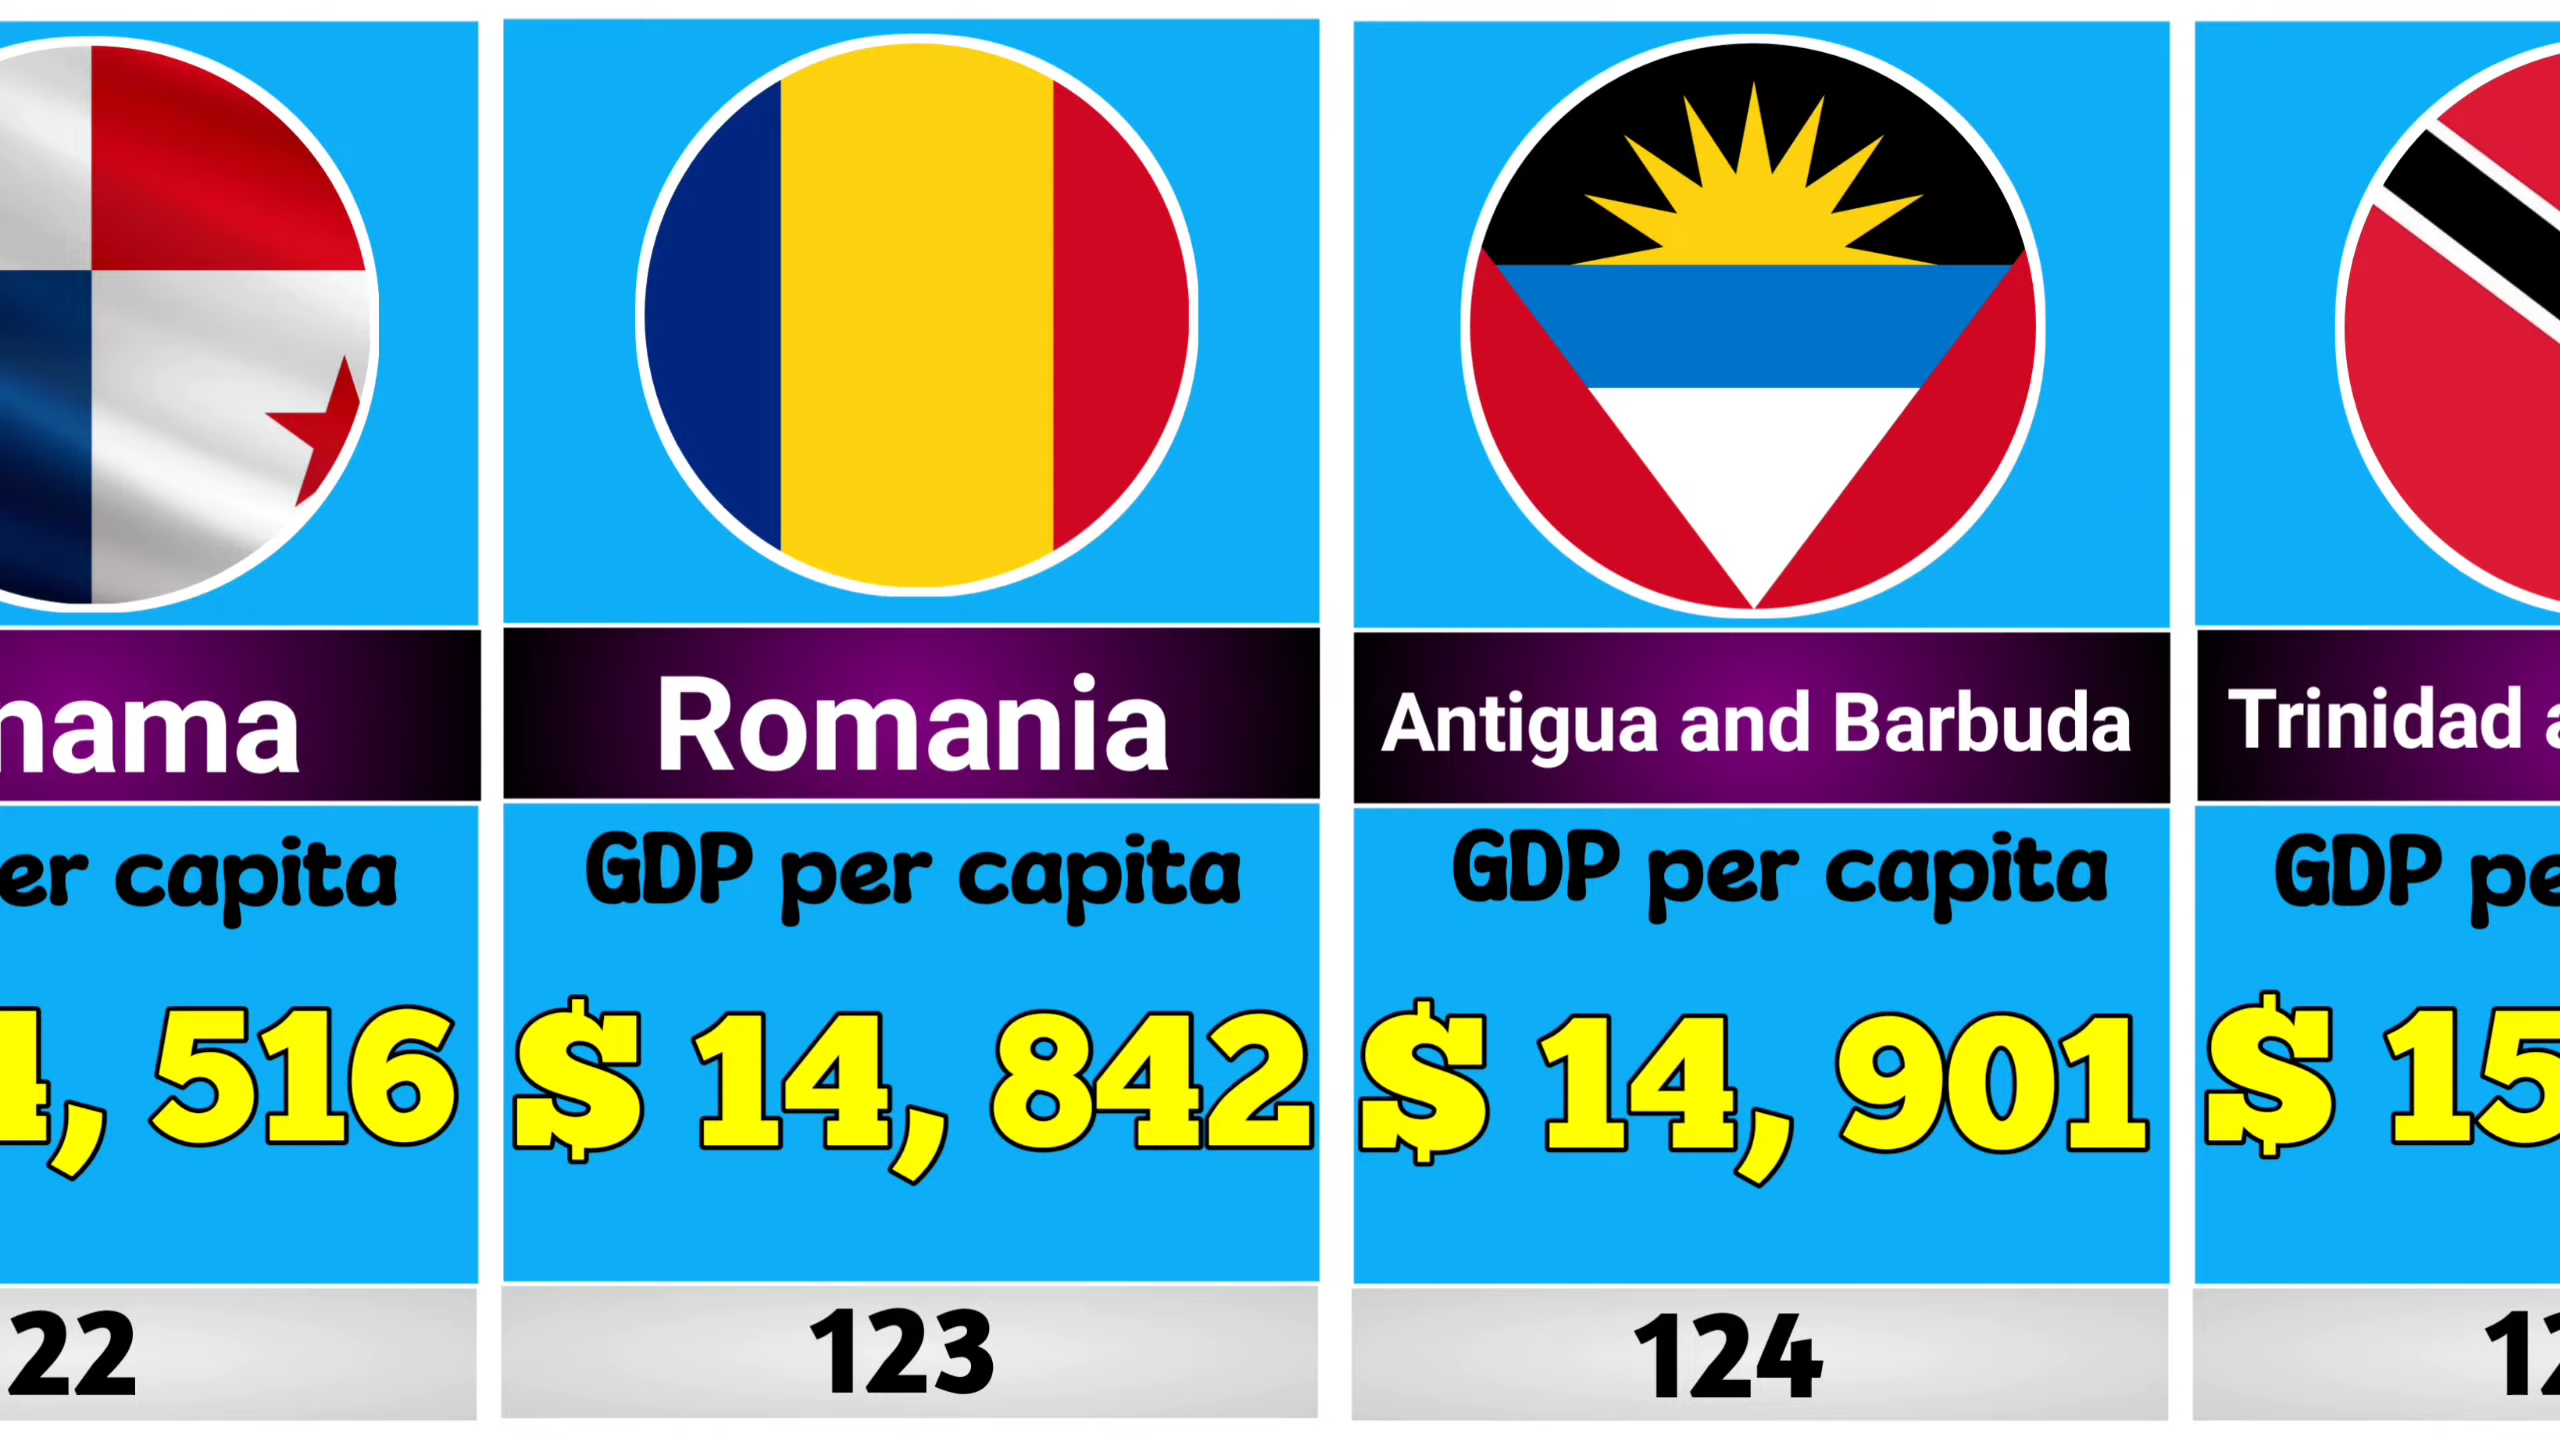 nama
er capita
4, 516
22
Romania
GDP per capita
$ 14, 842
123
Antigua and Barbuda
GDP per capita
$ 14, 901
124
Trinidad a
GDP pe
$ 15
12